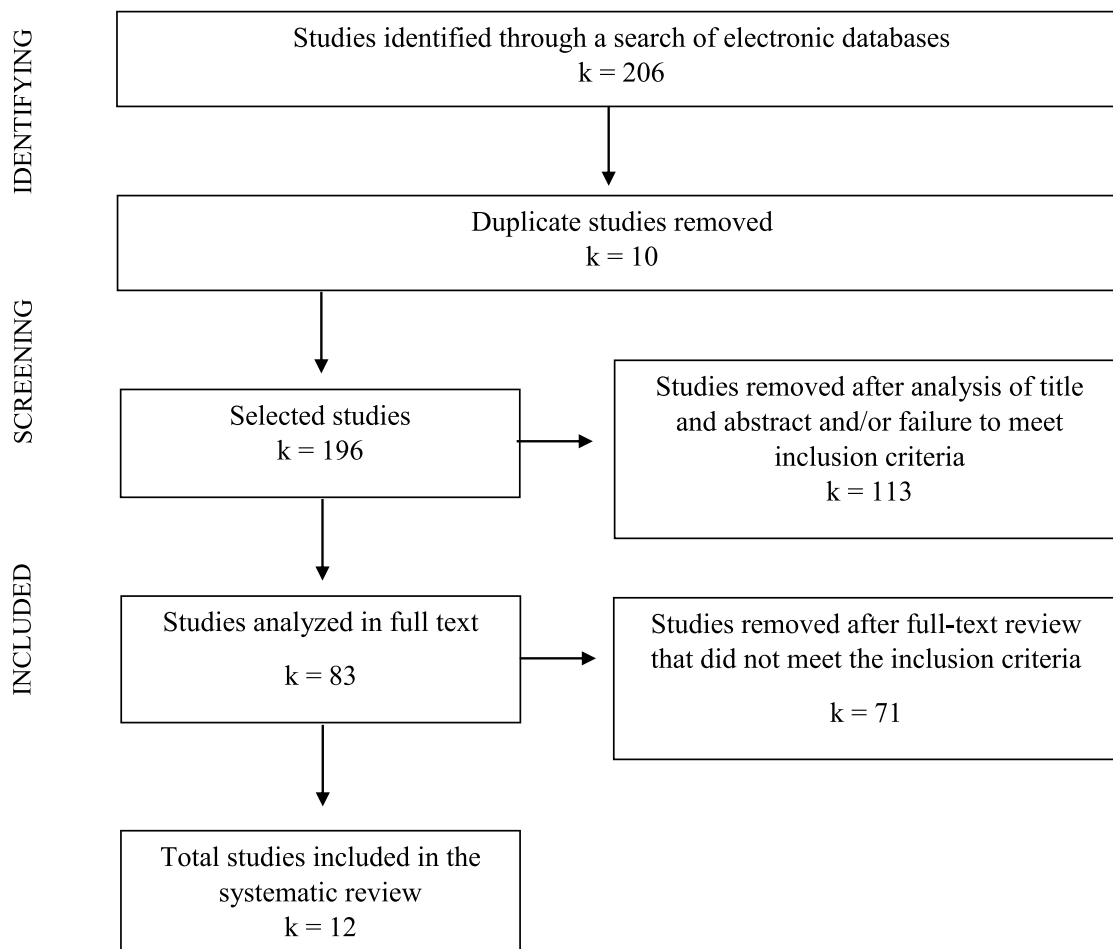 IDENTIFYING
Studies identified through a search of electronic databases
k = 206
Duplicate studies removed
k = 10
SCREENING
Selected studies
k = 196
Studies removed after analysis of title
and abstract and/or failure to meet
inclusion criteria
k = 113
INCLUDED
Studies analyzed in full text
k = 83
Studies removed after full-text review
that did not meet the inclusion criteria
k = 71
Total studies included in the
systematic review
k = 12